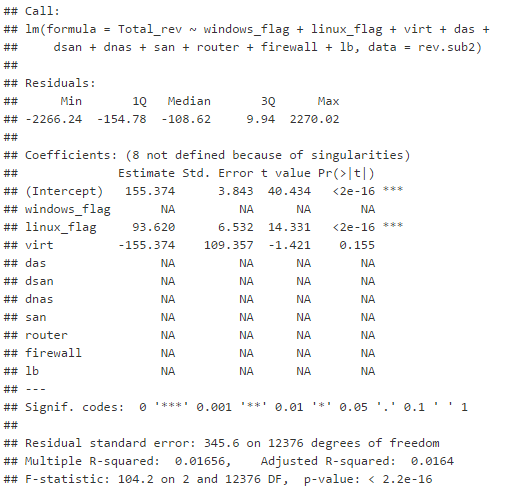 ## Call:
## lm(formula = Total_rev ~ windows_flag + linux_flag + virt + das +
##     dsan + dnas + san + router + firewall + lb, data = rev.sub2)
##
## Residuals:
##      Min       1Q   Median       3Q      Max
## -2266.24  -154.78  -108.62     9.94  2270.02
##
## Coefficients: (8 not defined because of singularities)
##              Estimate Std. Error t value Pr(>|t|)
## (Intercept)   155.374      3.843  40.434   <2e-16 ***
## windows_flag       NA         NA      NA       NA
## linux_flag     93.620      6.532  14.331   <2e-16 ***
## virt         -155.374    109.357  -1.421    0.155
## das                NA         NA      NA       NA
## dsan               NA         NA      NA       NA
## dnas               NA         NA      NA       NA
## san                NA         NA      NA       NA
## router             NA         NA      NA       NA
## firewall           NA         NA      NA       NA
## lb                 NA         NA      NA       NA
## ---
## Signif. codes:  0 '***' 0.001 '**' 0.01 '*' 0.05 '.' 0.1 ' ' 1
##
## Residual standard error: 345.6 on 12376 degrees of freedom
## Multiple R-squared:  0.01656,    Adjusted R-squared:  0.0164
## F-statistic: 104.2 on 2 and 12376 DF,  p-value: < 2.2e-16